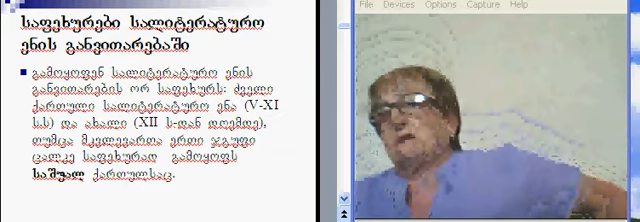 File Devices Options Capture Help
საფეხურები სალიტერატურო
ენის განვითარებაში
გამოყოფენ სალიტერატურო ენის
განვითარების ორ საფეხურს: ძველი
ქართული სალიტერატურო ენა (V-XI
ს.ს) და ახალი (XII ს-დან დღემდე),
თუმცა მკვლევართა ერთი ჯგუფი
ცალკე საფეხურად გამოყოფს
საშუალ ქართულსაც.